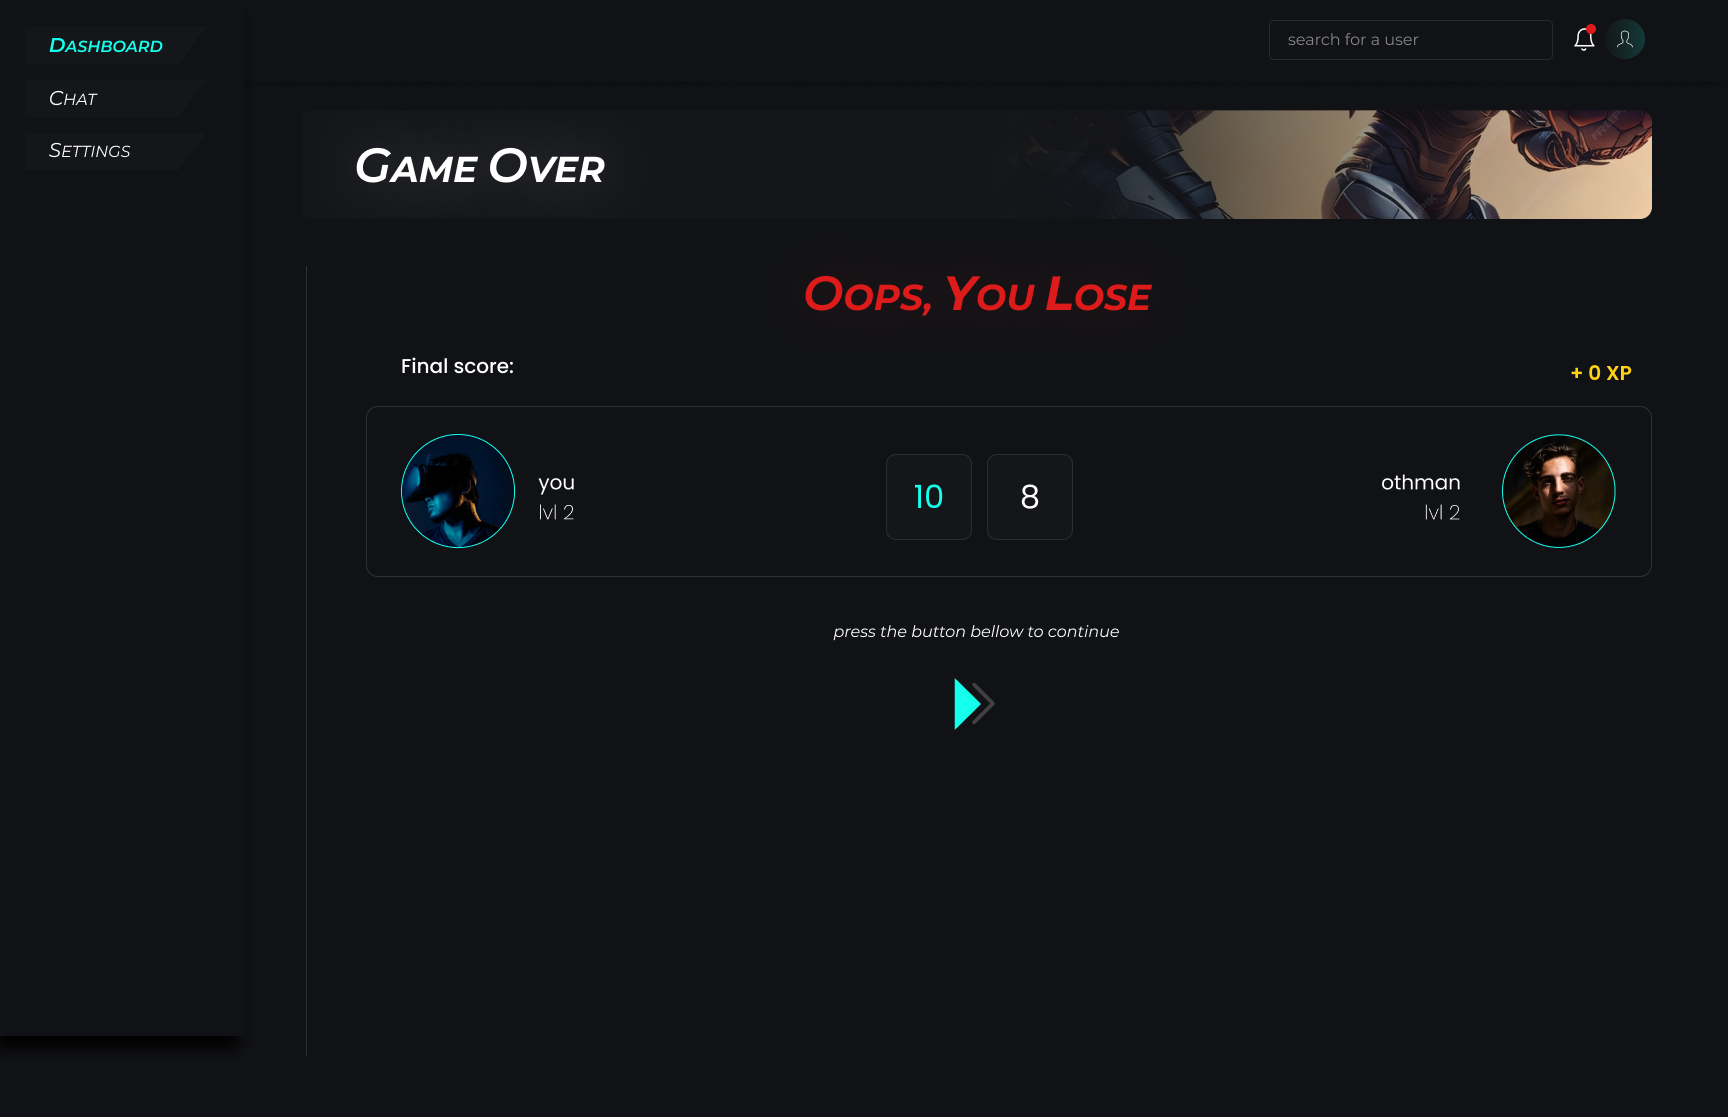 Dashboard
Chat
Settings
search for a user
Game Over
Oops, You Lose
Final score:
+ 0 XP
you
lvl 2
10
8
othman
lvl 2
press the button bellow to continue